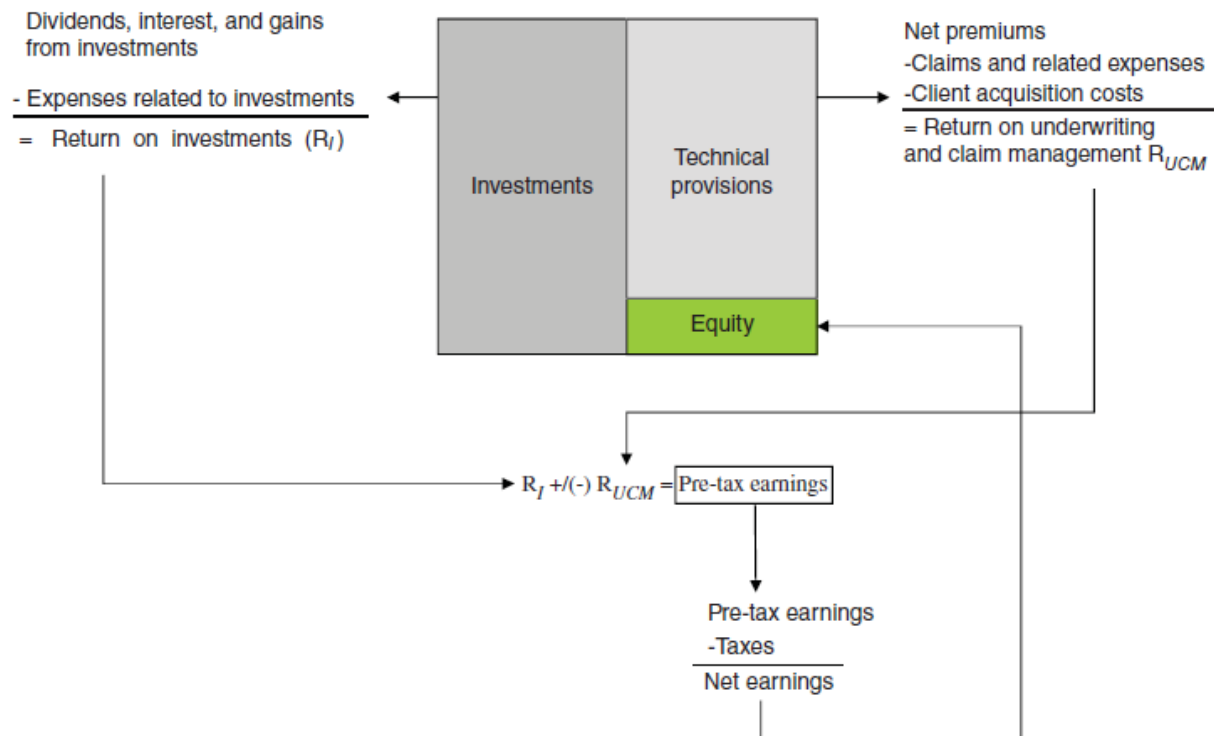 Dividends, interest, and gains
from investments
- Expenses related to investments
= Return on investments (R_I)
Investments
Technical
provisions
Equity
Net premiums
-Claims and related expenses
-Client acquisition costs
= Return on underwriting
and claim management R_UCM
R_I +/(-) R_UCM = Pre-tax earnings
Pre-tax earnings
-Taxes
Net earnings